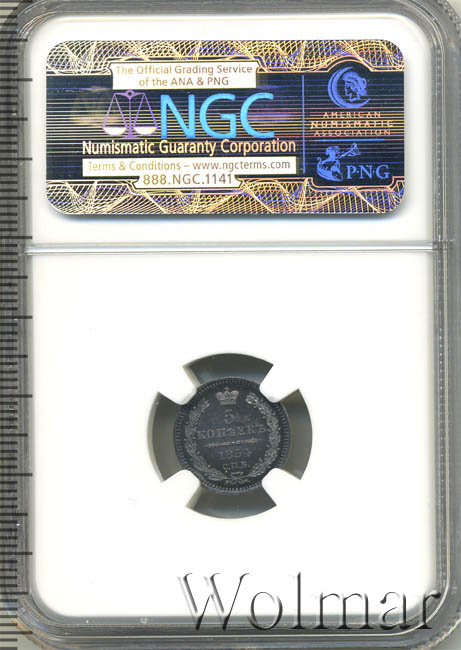 The Official Grading Service
of the ANA & PNG
NGC
Numismatic Guaranty Corporation
Terms & Conditions – www.ngcterms.com
888.NGC.1141
AMERICAN
NUMISMATIC
ASSOCIATION
PNG
5
КОПѢЕКЪ
1854
С.П.Б.
Wolmar